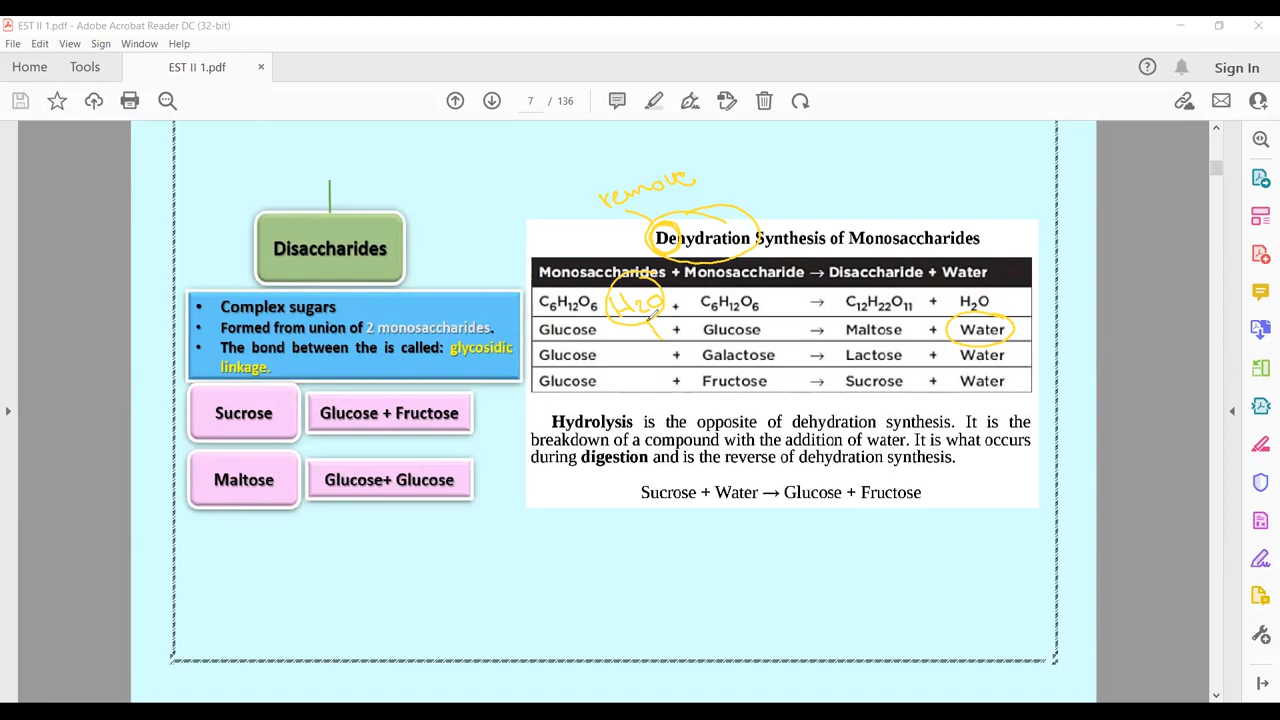 EST II 1.pdf - Adobe Acrobat Reader DC (32-bit)
File Edit View Sign Window Help
Home Tools EST II 1.pdf × Sign In
7 / 136
remove
Disaccharides
• Complex sugars
• Formed from union of 2 monosaccharides.
• The bond between the is called: glycosidic
linkage.
Sucrose Glucose + Fructose
Maltose Glucose+ Glucose
Dehydration Synthesis of Monosaccharides
Monosaccharides + Monosaccharide → Disaccharide + Water
C₆H₁₂O₆ H₂O + C₆H₁₂O₆ → C₁₂H₂₂O₁₁ + H₂O
Glucose + Glucose → Maltose + Water
Glucose + Galactose → Lactose + Water
Glucose + Fructose → Sucrose + Water
Hydrolysis is the opposite of dehydration synthesis. It is the
breakdown of a compound with the addition of water. It is what occurs
during digestion and is the reverse of dehydration synthesis.
Sucrose + Water → Glucose + Fructose